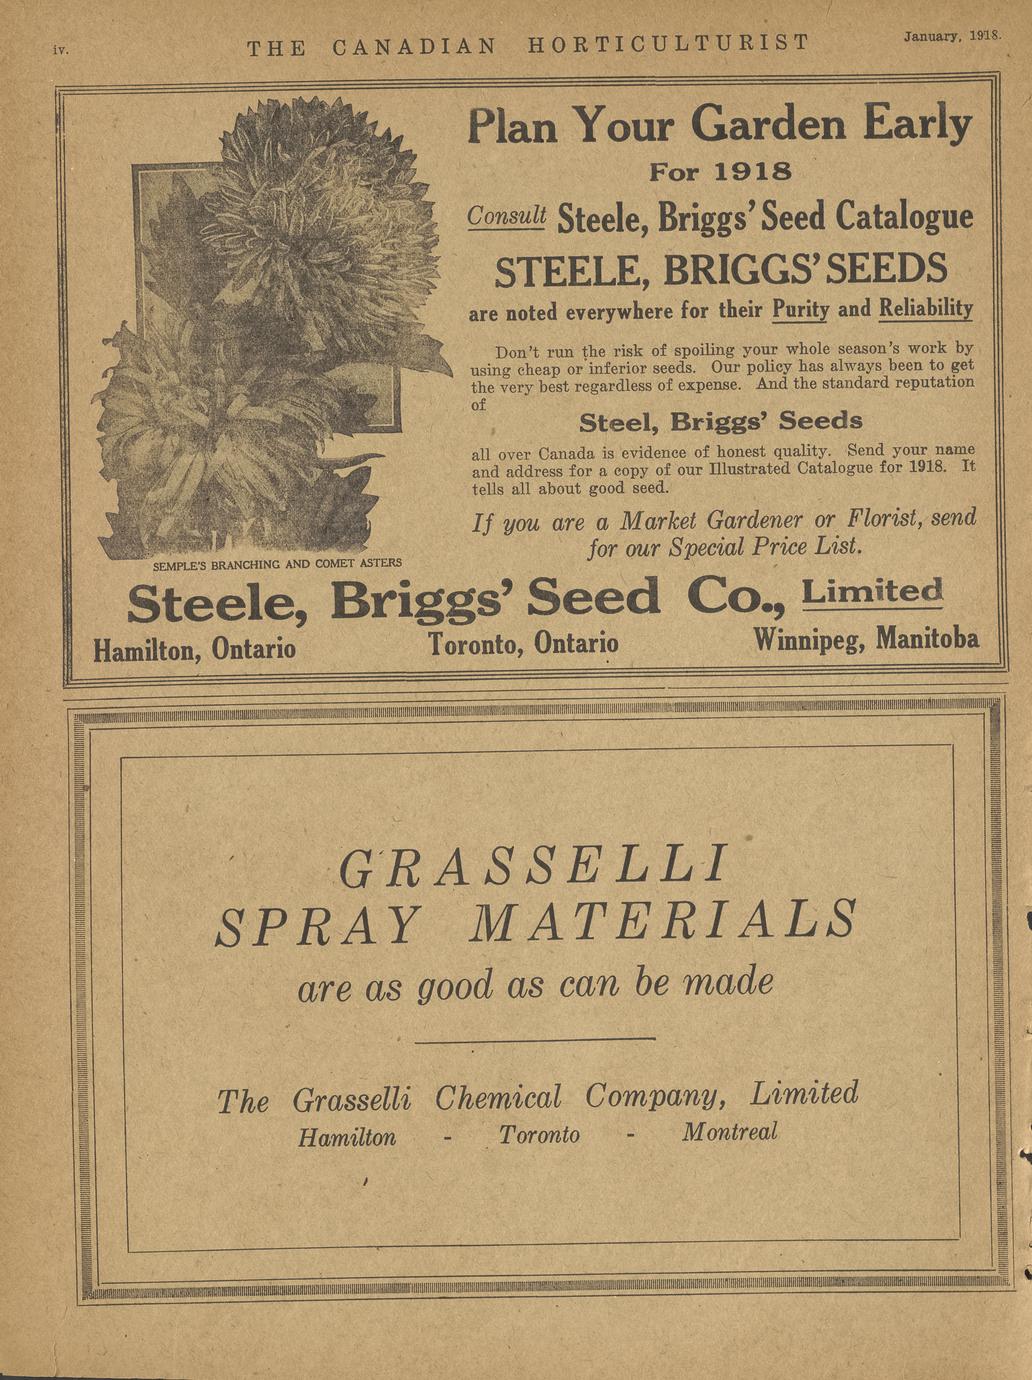 iv.
THE CANADIAN HORTICULTURIST
January, 1918.
Plan Your Garden Early
For 1918
Consult Steele, Briggs' Seed Catalogue
STEELE, BRIGGS' SEEDS
are noted everywhere for their Purity and Reliability
Don't run the risk of spoiling your whole season's work by
using cheap or inferior seeds. Our policy has always been to get
the very best regardless of expense. And the standard reputation
of
Steel, Briggs' Seeds
all over Canada is evidence of honest quality. Send your name
and address for a copy of our Illustrated Catalogue for 1918. It
tells all about good seed.
If you are a Market Gardener or Florist, send
for our Special Price List.
SEMPLE'S BRANCHING AND COMET ASTERS
Steele, Briggs' Seed Co., Limited
Hamilton, Ontario Toronto, Ontario Winnipeg, Manitoba
GRASSELLI
SPRAY MATERIALS
are as good as can be made
The Grasselli Chemical Company, Limited
Hamilton - Toronto - Montreal